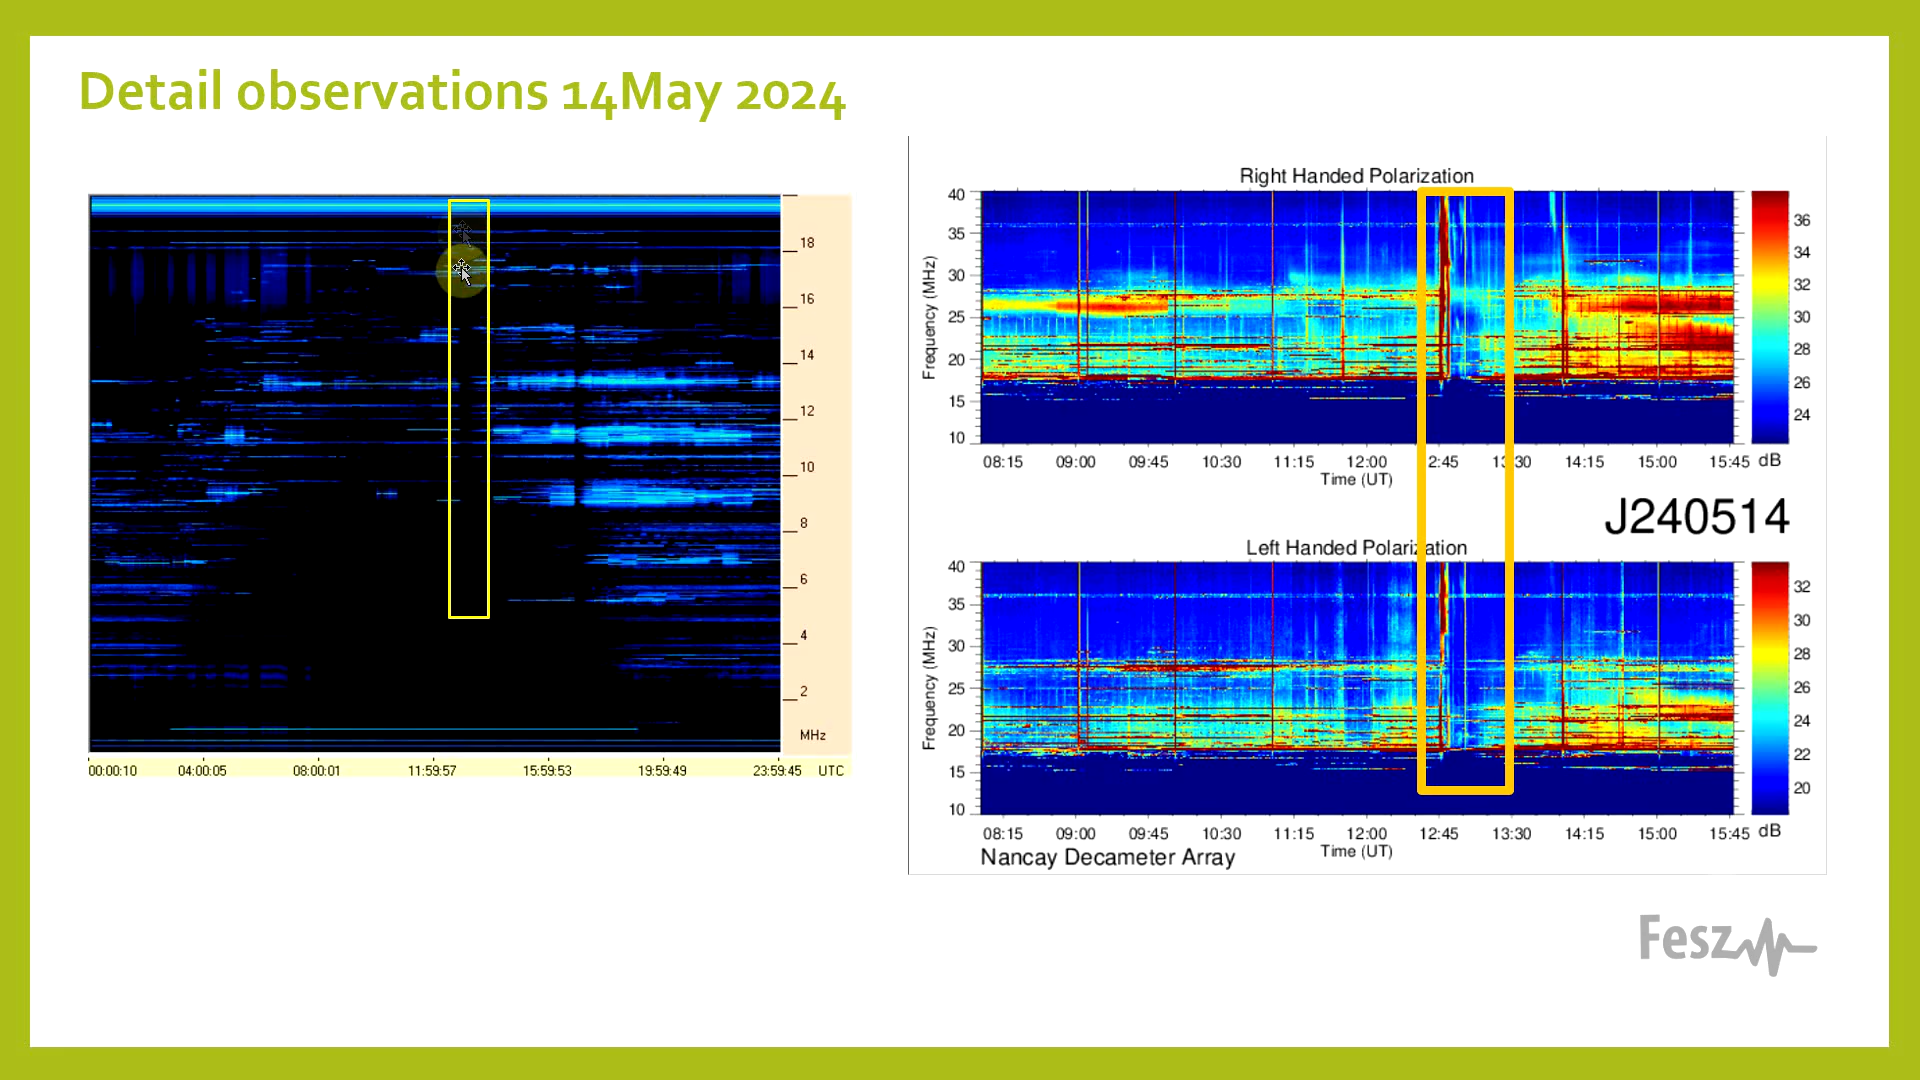 Detail observations 14May 2024
18
16
14
12
10
8
6
4
2
MHz
00:00:10 04:00:05 08:00:01 11:59:57 15:59:53 19:59:49 23:59:45 UTC
Right Handed Polarization
Frequency (MHz)
40
35
30
25
20
15
10
36
34
32
30
28
26
24
08:15 09:00 09:45 10:30 11:15 12:00 2:45 13:30 14:15 15:00 15:45 dB
Time (UT)
J240514
Left Handed Polarization
Frequency (MHz)
40
35
30
25
20
15
10
32
30
28
26
24
22
20
08:15 09:00 09:45 10:30 11:15 12:00 12:45 13:30 14:15 15:00 15:45 dB
Time (UT)
Nancay Decameter Array
Fesz